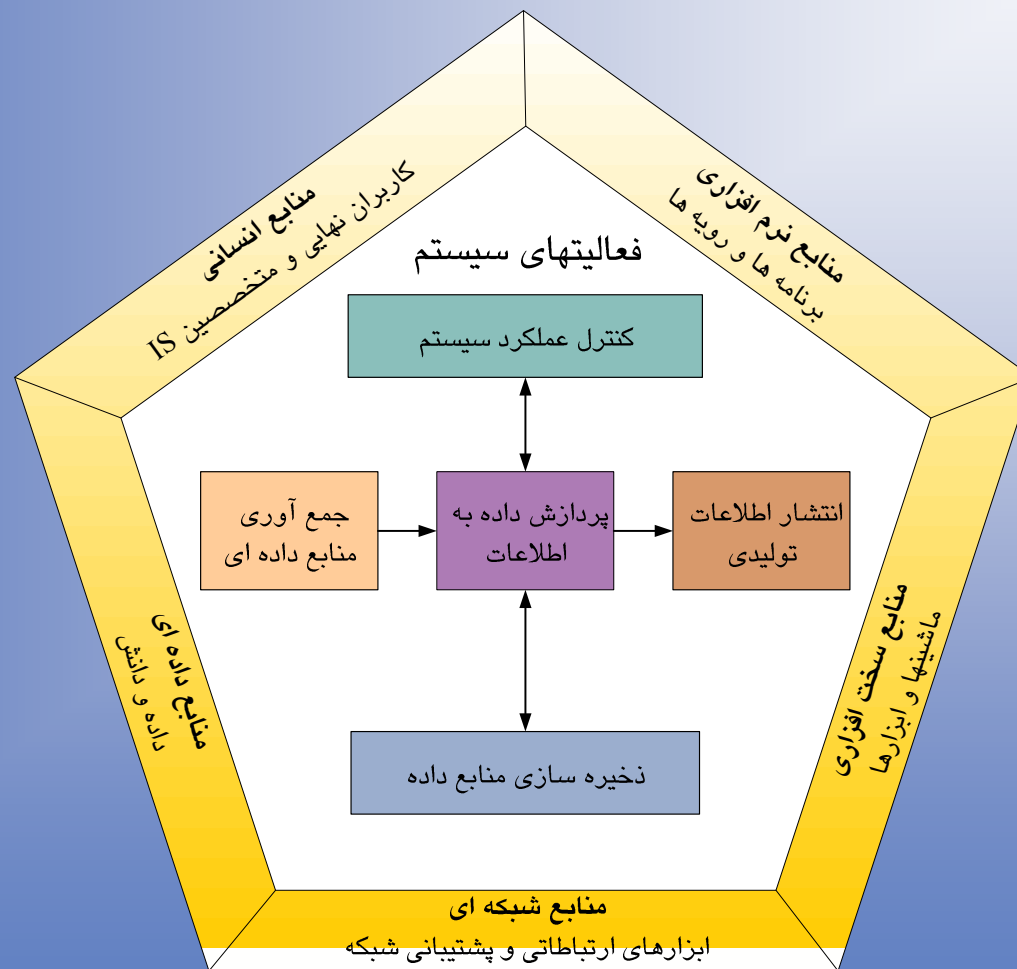 منابع انسانی
کاربران نهایی و متخصصین IS
منابع نرم افزاری
برنامه ها و رویه ها
فعالیتهای سیستم
کنترل عملکرد سیستم
جمع آوری
منابع داده ای
پردازش داده به
اطلاعات
انتشار اطلاعات
تولیدی
ذخیره سازی منابع داده
منابع داده ای
داده و دانش
منابع سخت افزاری
ماشینها و ابزارها
منابع شبکه ای
ابزارهای ارتباطاتی و پشتیبانی شبکه